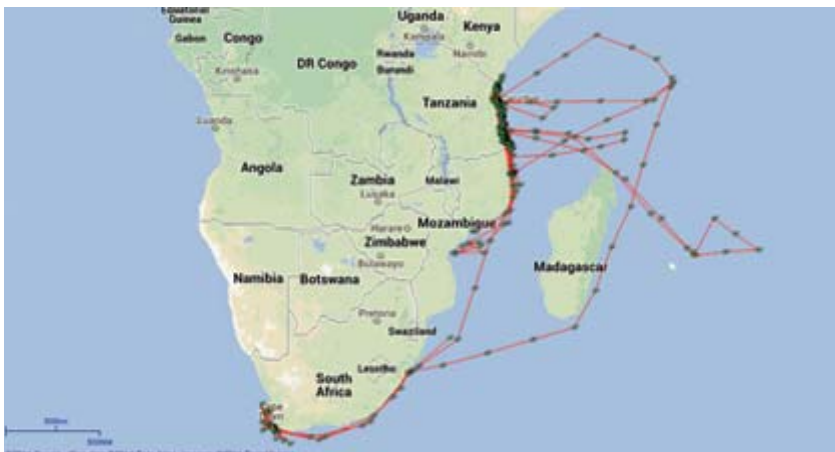 Equatorial
Guinea
Gabon
Congo
Kinshasa
DR Congo
Uganda
Kampala
Kenya
Nairobi
Rwanda
Burundi
Tanzania
Luanda
Angola
Zambia
Lusaka
Malawi
Harare
Mozambique
Zimbabwe
Bulawayo
Namibia
Botswana
Madagascar
Pretoria
Swaziland
Lesotho
South
Africa
Cape